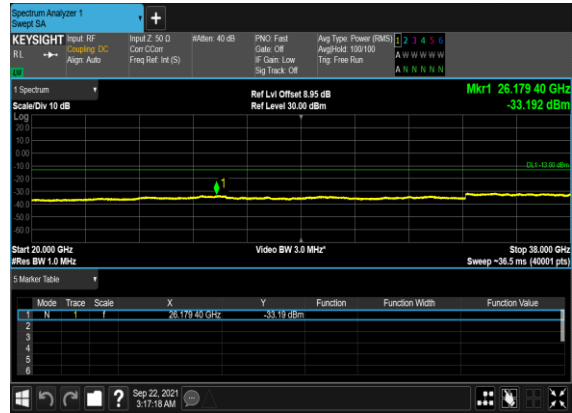 Spectrum Analyzer 1
Swept SA
+
KEYSIGHT Input: RF Input Z: 50 Ω #Atten: 40 dB PNO: Fast Avg Type: Power (RMS) 1 2 3 4 5 6
RL Coupling: DC Corr CCorr Gate: Off Avg|Hold: 100/100 A W W W W W
Align: Auto Freq Ref: Int (S) IF Gain: Low Trig: Free Run
Sig Track: Off A N N N N N
1 Spectrum Ref Lvl Offset 8.95 dB Mkr1 26.179 40 GHz
Scale/Div 10 dB Ref Level 30.00 dBm -33.192 dBm
Log
20.0
10.0
0.00
-10.0
DL1 -13.00 dBm
-20.0
1
-30.0
-40.0
-50.0
-60.0
Start 20.000 GHz Video BW 3.0 MHz* Stop 38.000 GHz
#Res BW 1.0 MHz Sweep ~36.5 ms (40001 pts)
5 Marker Table
Mode Trace Scale X Y Function Function Width Function Value
1 N 1 f 26.179 40 GHz -33.19 dBm
2
3
4
5
6
? Sep 22, 2021
3:17:18 AM